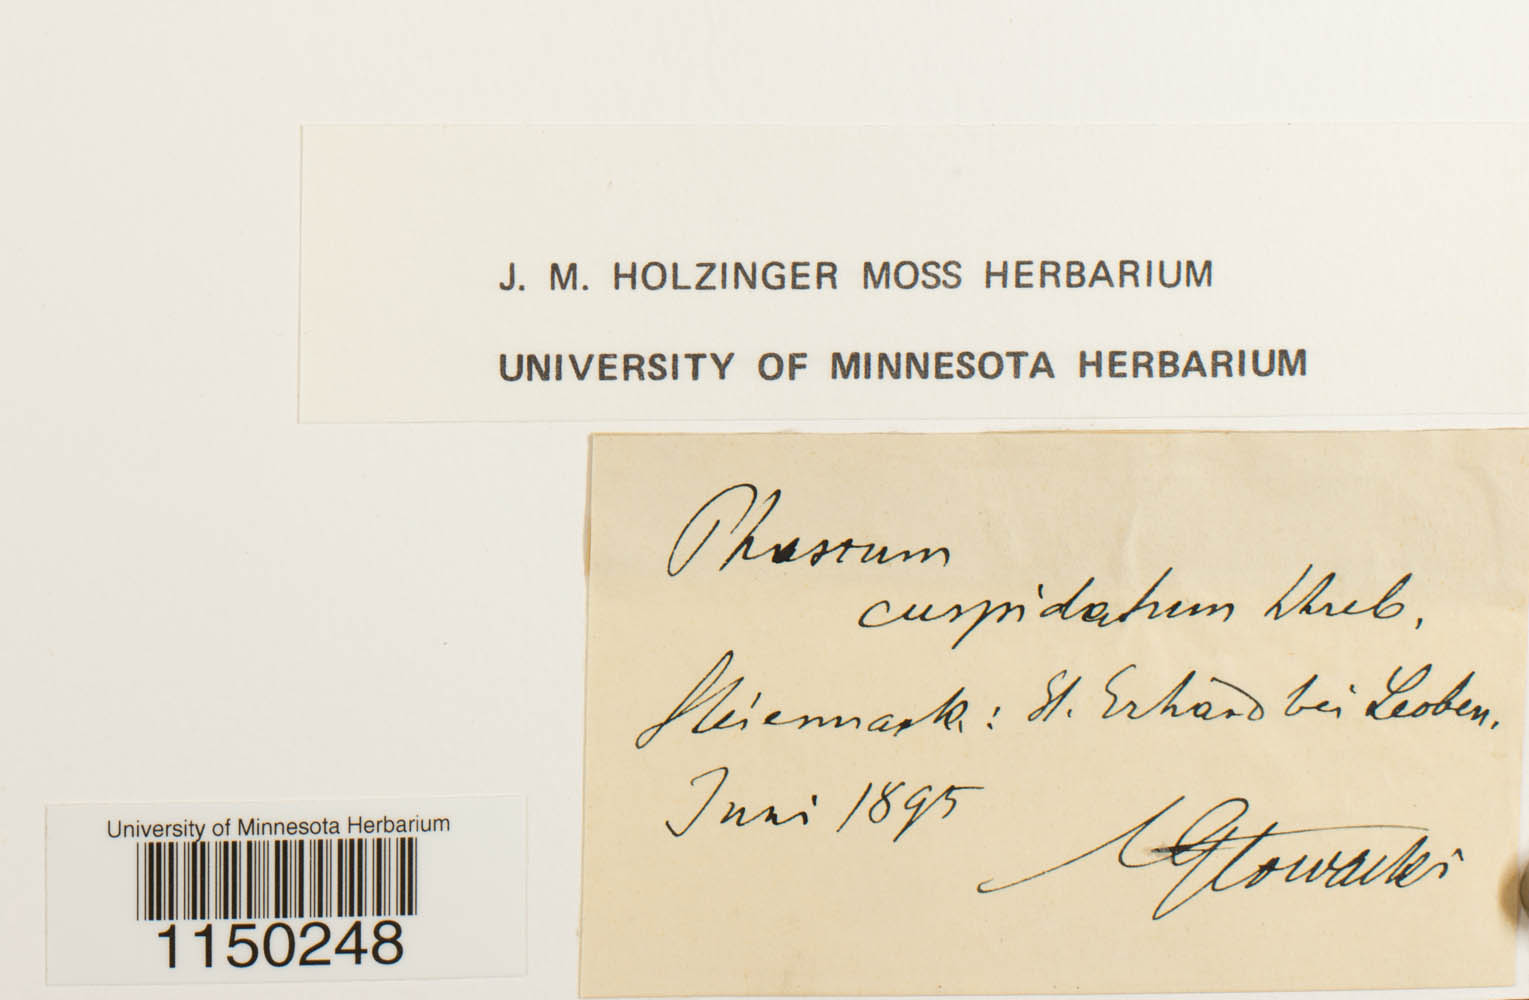 J. M. HOLZINGER MOSS HERBARIUM
UNIVERSITY OF MINNESOTA HERBARIUM
Phascum
cuspidatum Schreb.
Steiermark: St. Erhard bei Leoben.
Juni 1895
Glowacki
University of Minnesota Herbarium
1150248